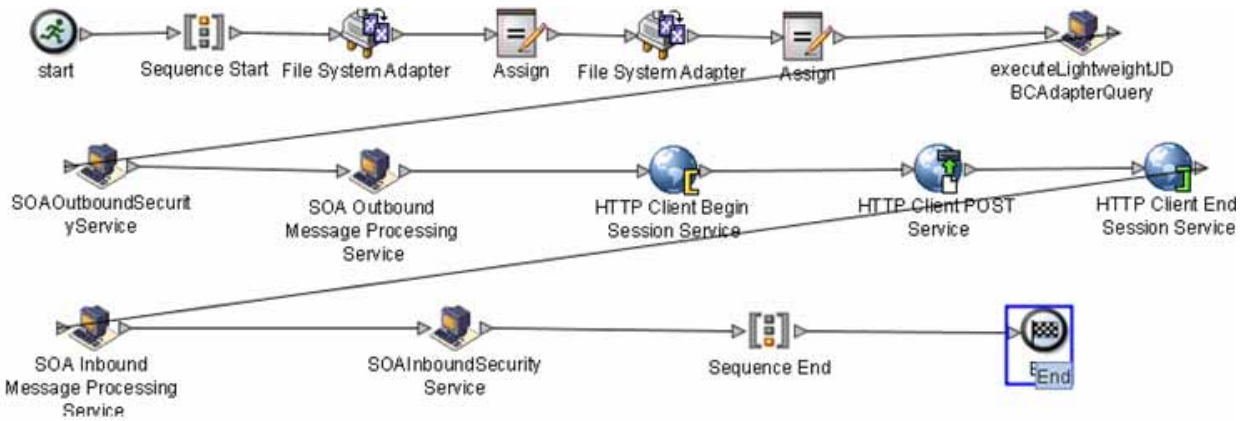 start
Sequence Start
File System Adapter
Assign
File System Adapter
Assign
executeLightweightJD
BCAdapterQuery
SOAOutboundSecurit
yService
SOA Outbound
Message Processing
Service
HTTP Client Begin
Session Service
HTTP Client POST
Service
HTTP Client End
Session Service
SOA Inbound
Message Processing
Service
SOAInboundSecurity
Service
Sequence End
End